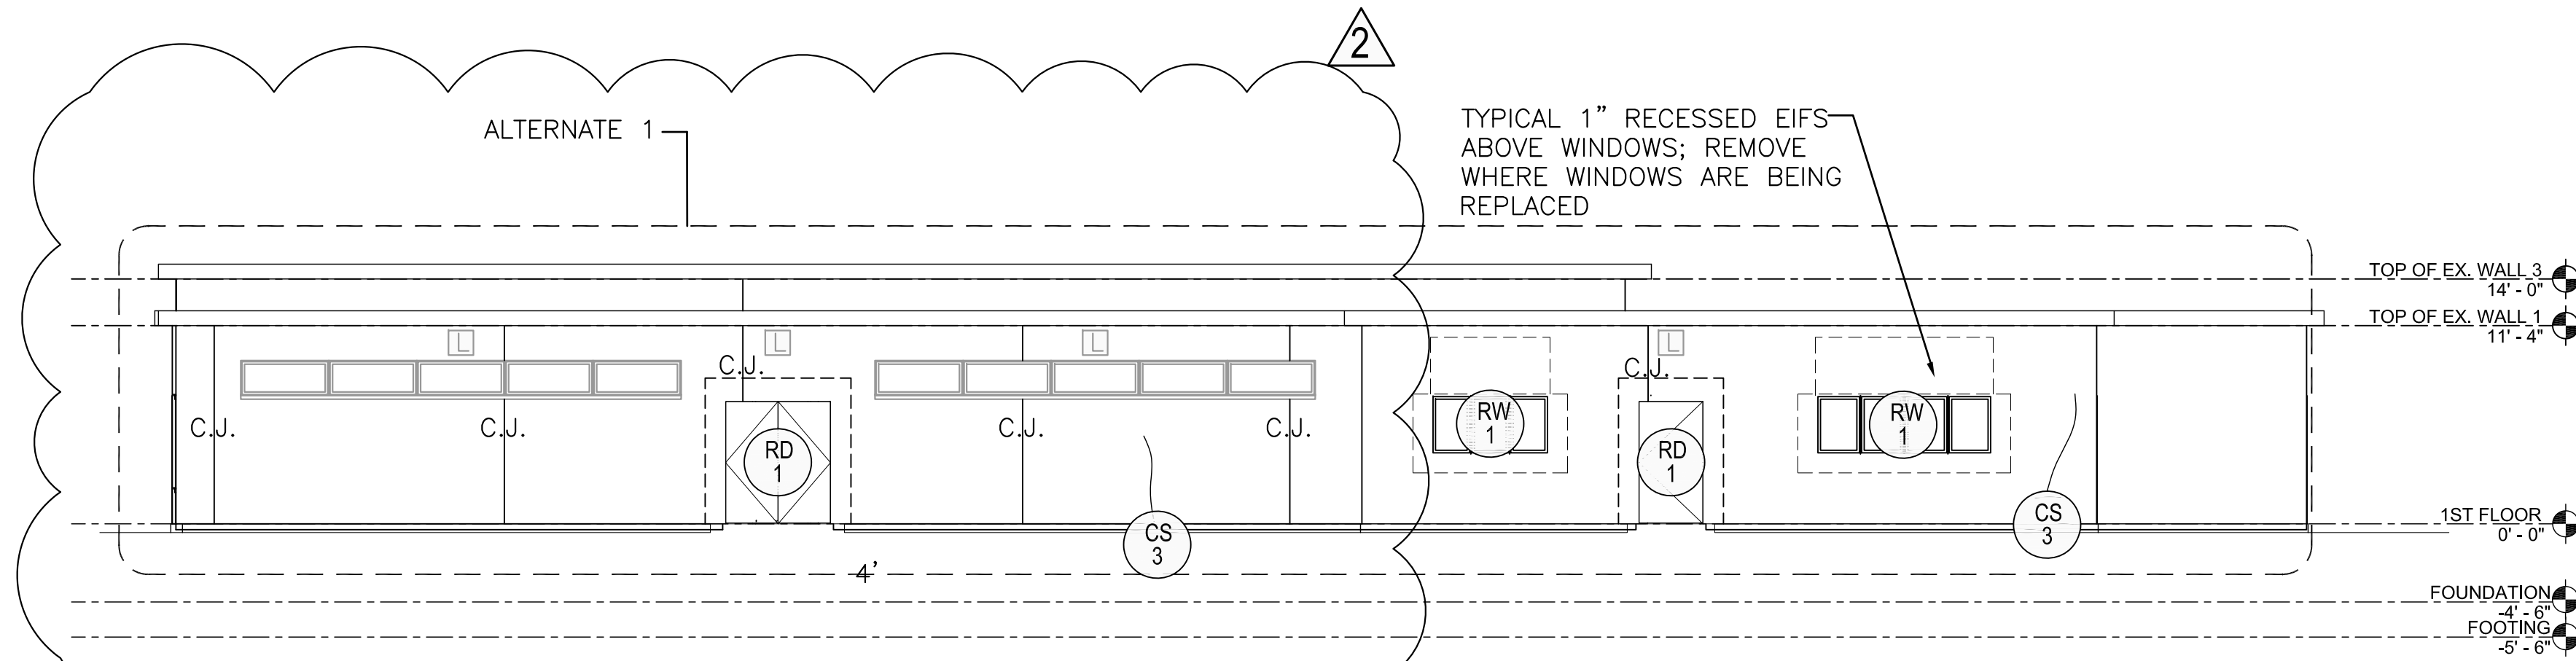 2
ALTERNATE 1
TYPICAL 1” RECESSED EIFS
ABOVE WINDOWS; REMOVE
WHERE WINDOWS ARE BEING
REPLACED
TOP OF EX. WALL 3
14' - 0"
TOP OF EX. WALL 1
11' - 4"
L
L
L
L
C.J.
C.J.
C.J.
C.J.
C.J.
C.J.
RD
1
RW
1
RD
1
RW
1
CS
3
CS
3
1ST FLOOR
0' - 0"
4’
FOUNDATION
-4' - 6"
FOOTING
-5' - 6"